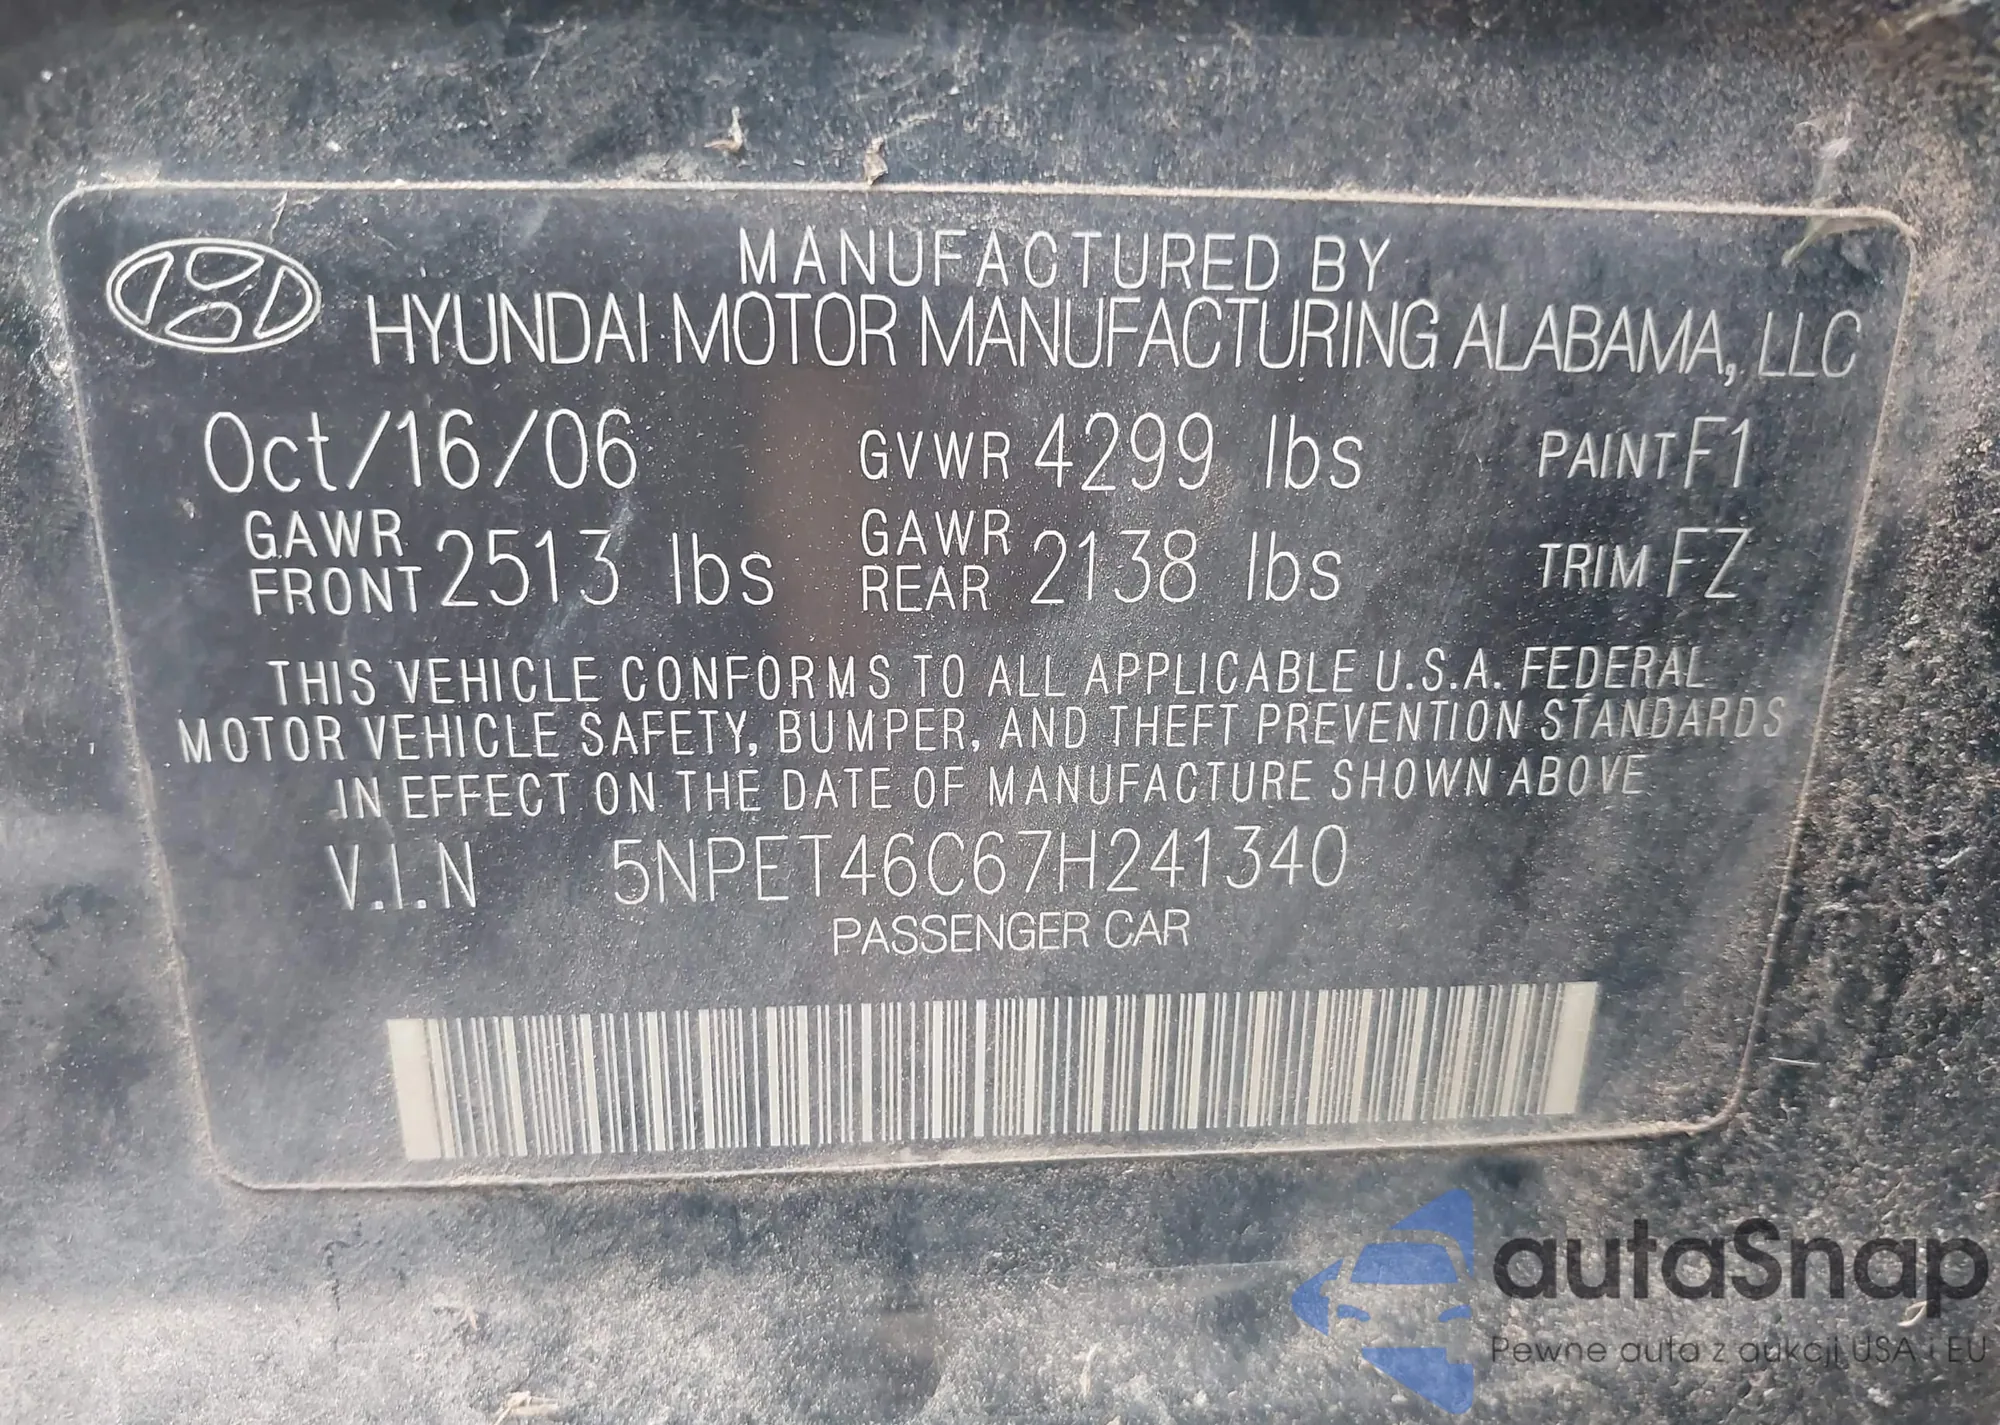 MANUFACTURED BY
HYUNDAI MOTOR MANUFACTURING ALABAMA, LLC
Oct/16/06 GVWR 4299 lbs PAINT F1
GAWR FRONT 2513 lbs GAWR REAR 2138 lbs TRIM FZ
THIS VEHICLE CONFORMS TO ALL APPLICABLE U.S.A. FEDERAL
MOTOR VEHICLE SAFETY, BUMPER, AND THEFT PREVENTION STANDARDS
IN EFFECT ON THE DATE OF MANUFACTURE SHOWN ABOVE
V.I.N 5NPET46C67H241340
PASSENGER CAR
autaSnap
Pewne auta z aukcji USA i EU